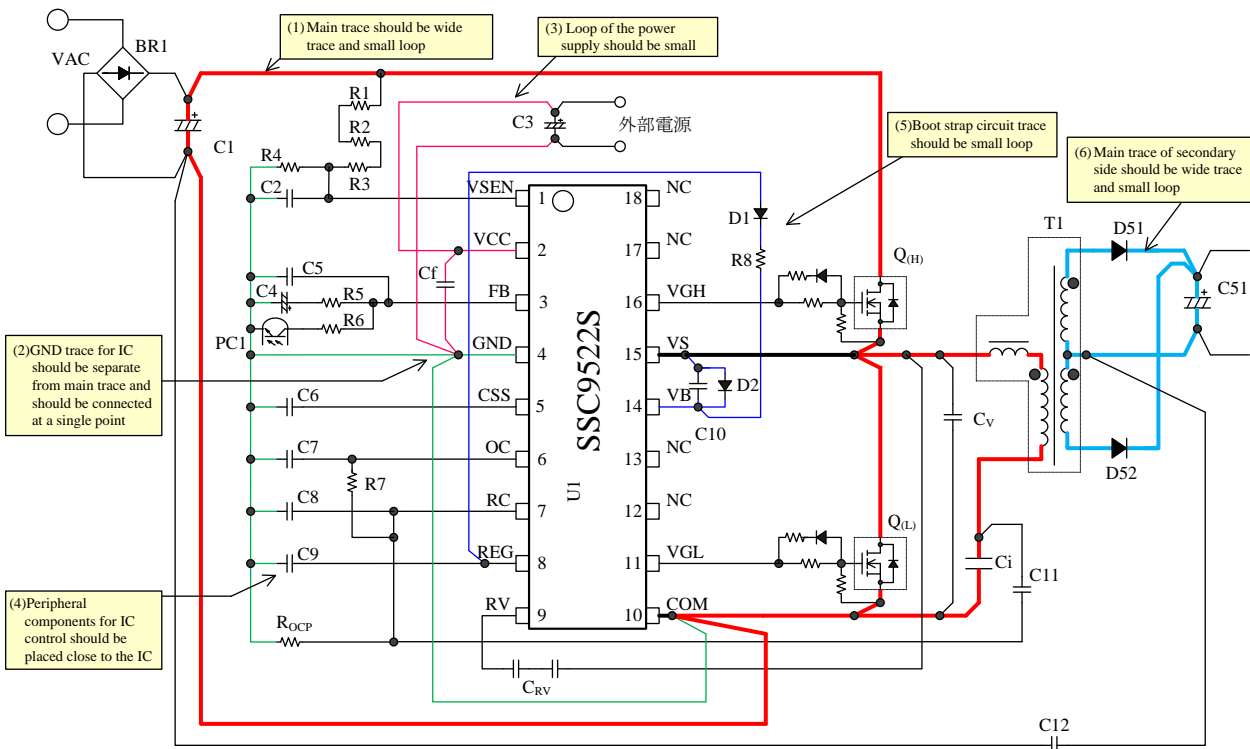 (1) Main trace should be wide
trace and small loop
(3) Loop of the power
supply should be small
BR1
VAC
C1
R1
R2
R3
R4
C2
C3
外部電源
(5)Boot strap circuit trace
should be small loop
(6)Main trace of secondary
side should be wide trace
and small loop
VSEN
1
18
NC
D1
T1
D51
VCC
2
17
NC
R8
Cf
C5
C4
R5
R6
PC1
FB
3
16
VGH
Q(H)
C51
(2)GND trace for IC
should be separate
from main trace and
should be connected
at a single point
GND
4
15
VS
SSC9522S
U1
D2
C6
CSS
5
14
VB
C10
CV
C7
OC
6
13
NC
D52
R7
C8
RC
7
12
NC
Q(L)
C9
REG
8
11
VGL
Ci
C11
(4)Peripheral
components for IC
control should be
placed close to the IC
RV
9
10
COM
ROCP
CRV
C12